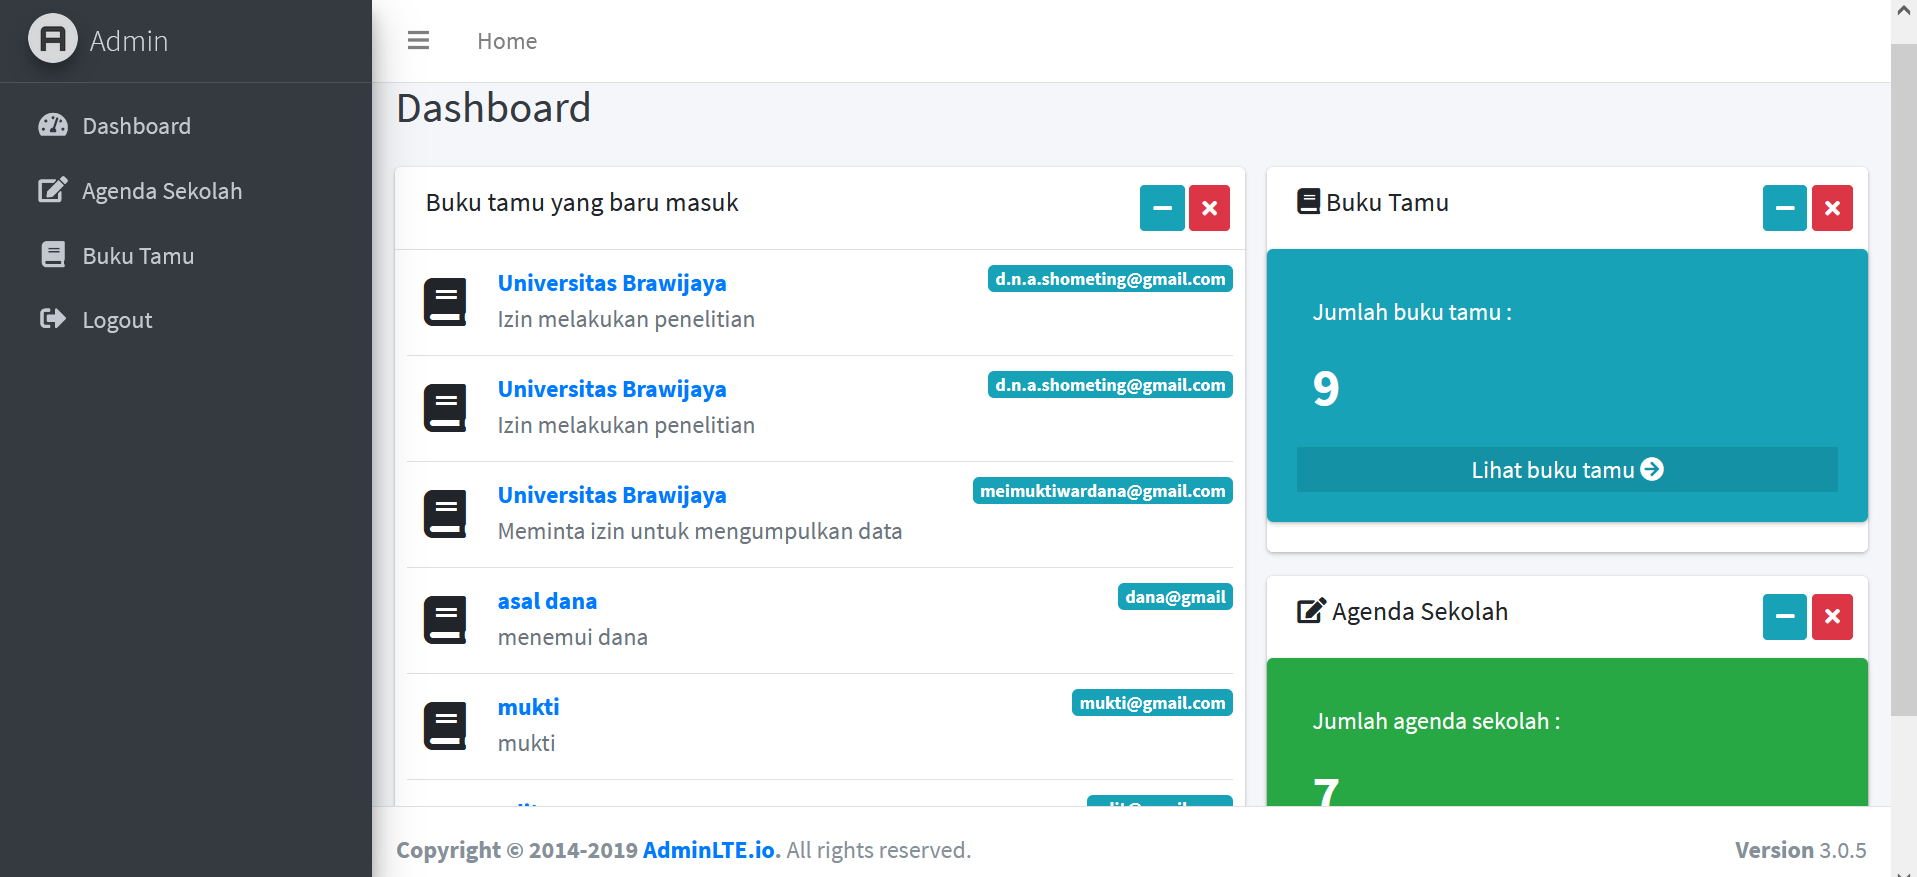 Admin
Dashboard
Agenda Sekolah
Buku Tamu
Logout
Home
Dashboard
Buku tamu yang baru masuk
Universitas Brawijaya
d.n.a.shometing@gmail.com
Izin melakukan penelitian
Universitas Brawijaya
d.n.a.shometing@gmail.com
Izin melakukan penelitian
Universitas Brawijaya
meimuktiwardana@gmail.com
Meminta izin untuk mengumpulkan data
asal dana
dana@gmail
menemui dana
mukti
mukti@gmail.com
mukti
Buku Tamu
Jumlah buku tamu :
9
Lihat buku tamu
Agenda Sekolah
Jumlah agenda sekolah :
7
Copyright © 2014-2019 AdminLTE.io. All rights reserved.
Version 3.0.5